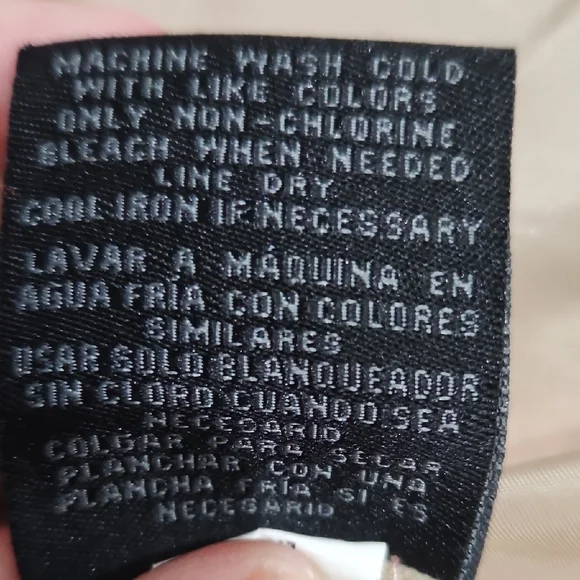 MACHINE WASH COLD
WITH LIKE COLORS
ONLY NON-CHLORINE
BLEACH WHEN NEEDED
LINE DRY
COOL IRON IF NECESSARY
LAVAR A MÁQUINA EN
AGUA FRÍA CON COLORES
SIMILARES
USAR SOLO BLANQUEADOR
SIN CLORO CUANDO SEA
NECESARIO
COLGAR PARA SECAR
PLANCHAR CON UNA
PLANCHA FRÍA SI ES
NECESARIO